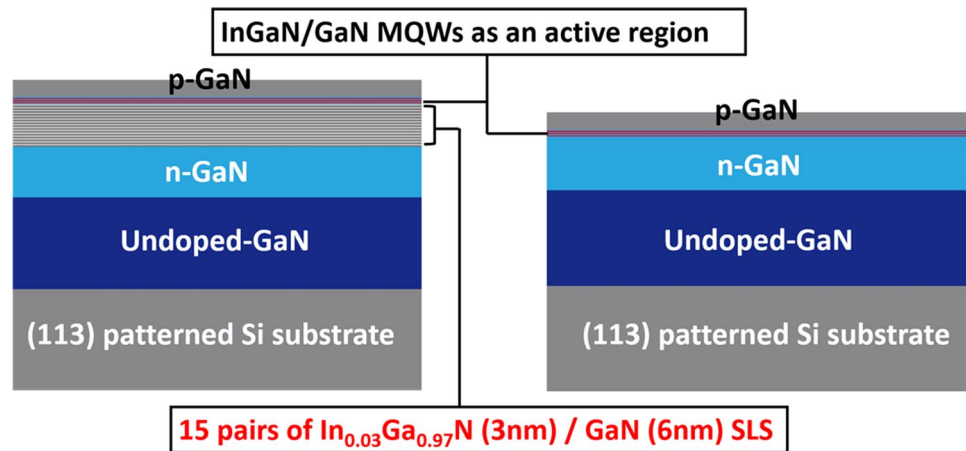 InGaN/GaN MQWs as an active region
p-GaN
n-GaN
Undoped-GaN
(113) patterned Si substrate
p-GaN
n-GaN
Undoped-GaN
(113) patterned Si substrate
15 pairs of In₀.₀₃Ga₀.₉₇N (3nm) / GaN (6nm) SLS